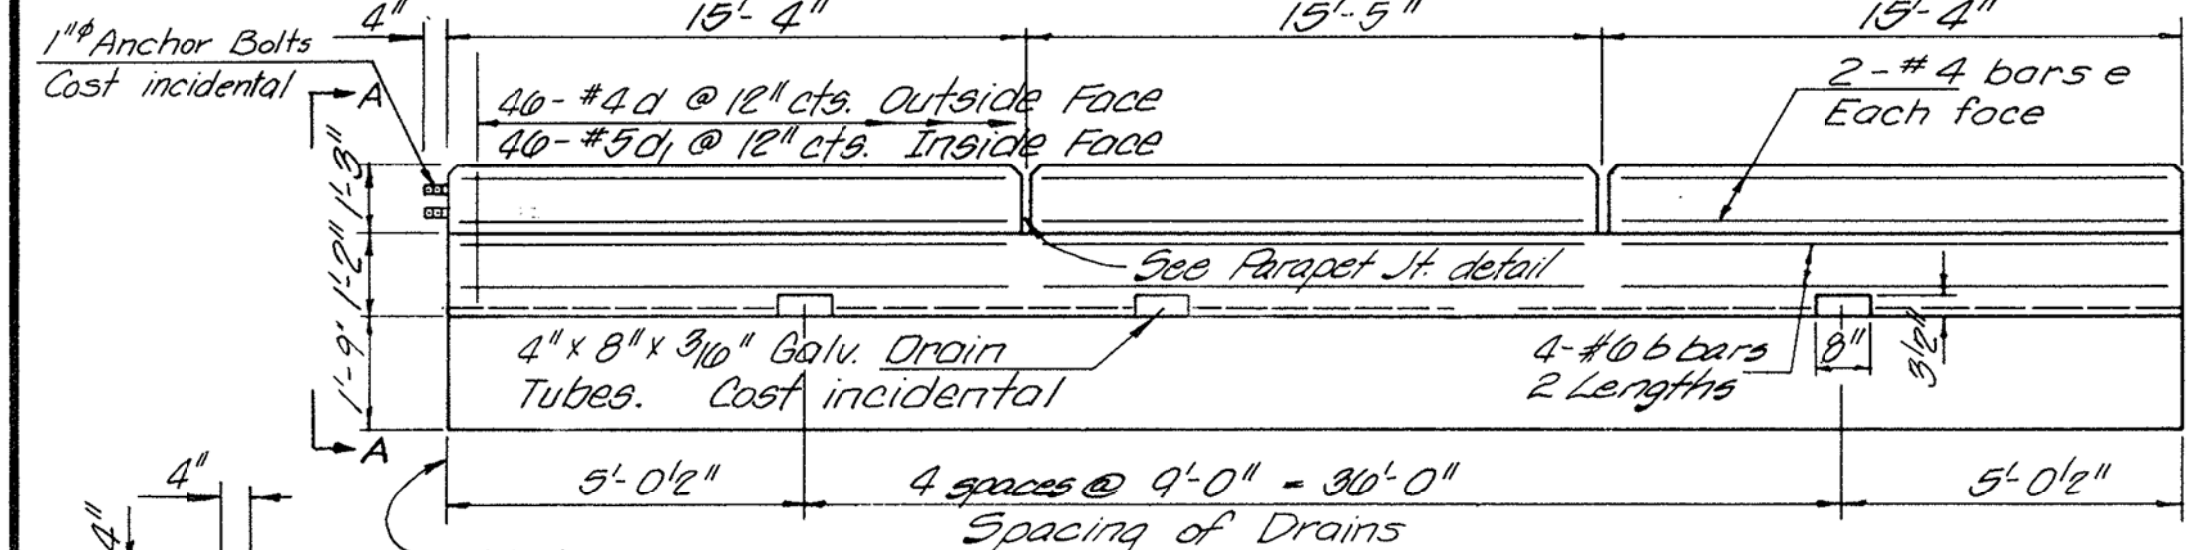 4" 15'-4" 15'-5" 15'-4"
1"ϕ Anchor Bolts
Cost incidental
A
46-#4d @ 12" cts. Outside Face
46-#5d, @ 12" cts. Inside Face
2-#4 bars e
Each face
1'-3"
1'-2"
1'-9"
See Parapet Jt. detail
4" x 8" x 3/16" Galv. Drain
Tubes. Cost incidental
4-#6 b bars
2 Lengths
8"
3 1/2"
A
5'-0 1/2" 4 spaces @ 9'-0" = 36'-0" 5'-0 1/2"
Spacing of Drains
4"
4"